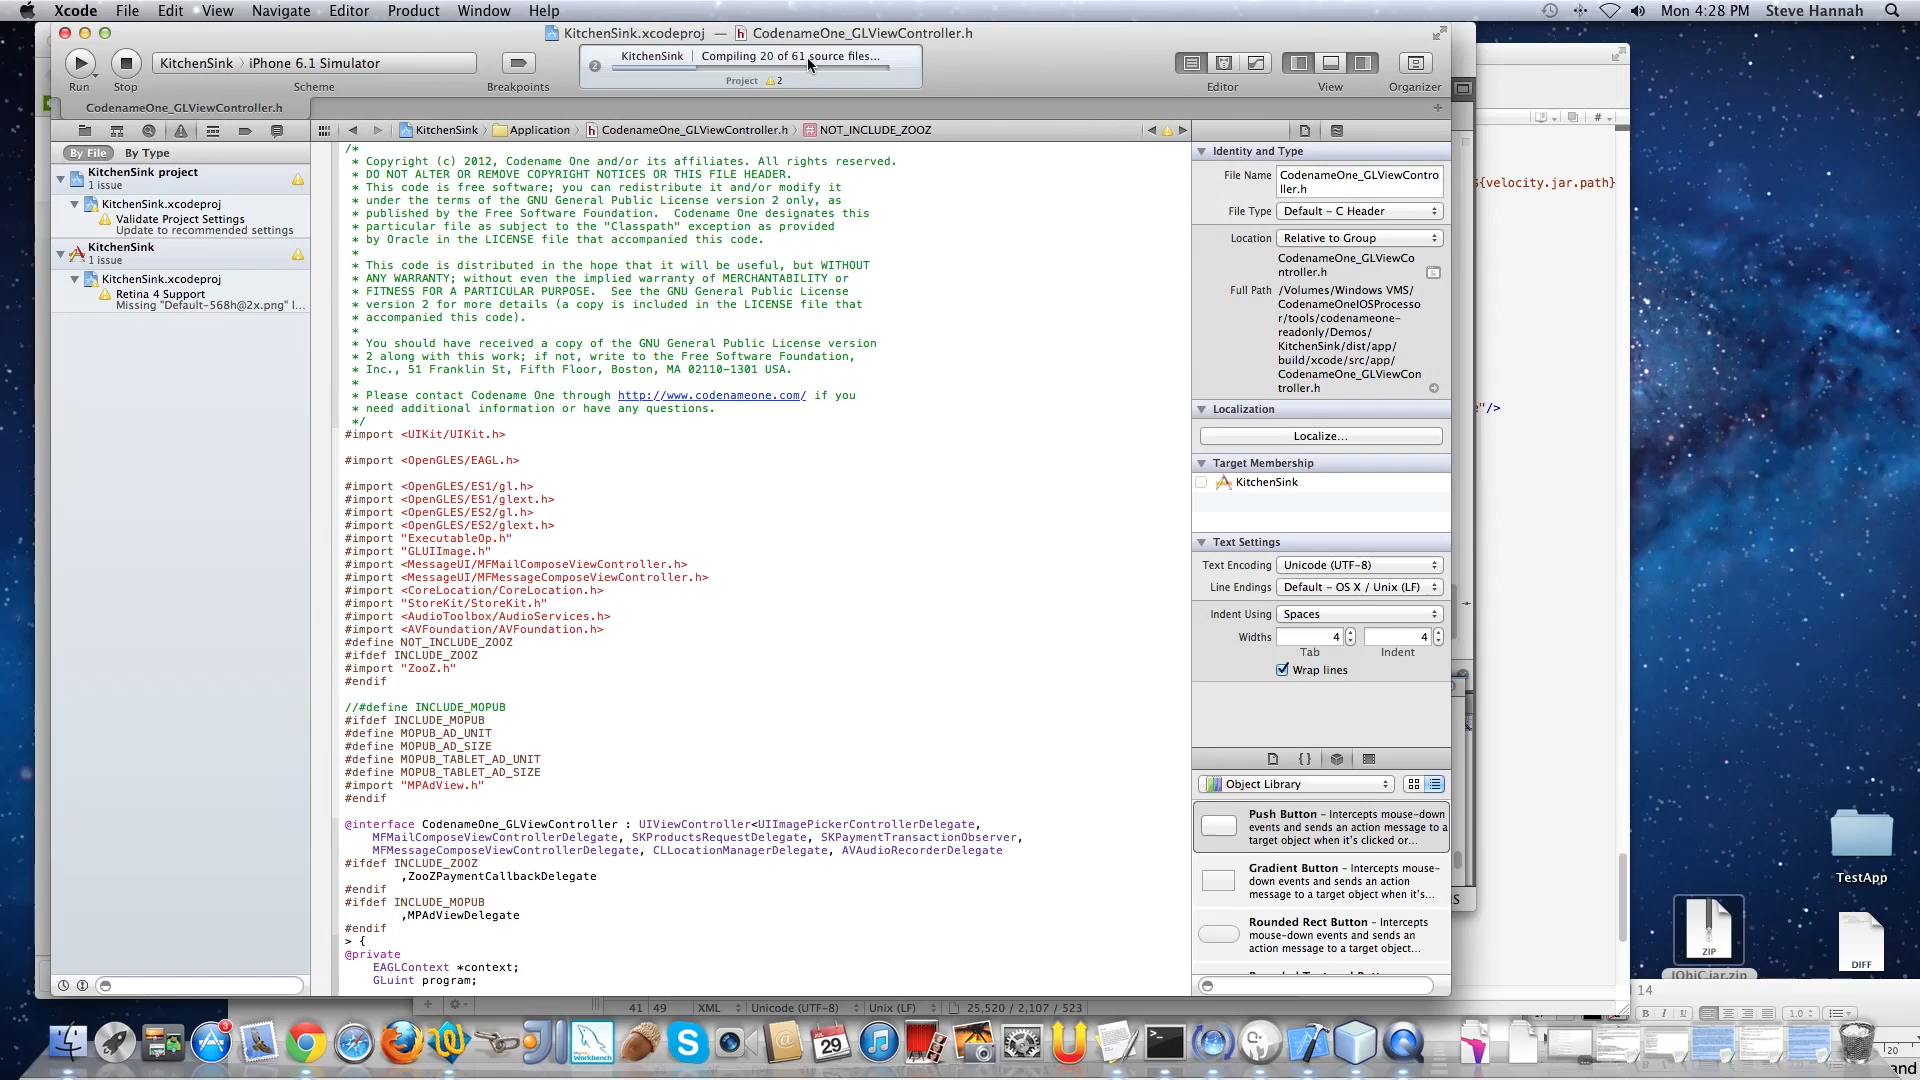 Xcode File Edit View Navigate Editor Product Window Help
Mon 4:28 PM Steve Hannah
KitchenSink.xcodeproj — CodenameOne_GLViewController.h
KitchenSink › iPhone 6.1 Simulator
KitchenSink | Compiling 20 of 61 source files...
2
Project 2
Run Stop Scheme Breakpoints Editor View Organizer
CodenameOne_GLViewController.h
KitchenSink Application CodenameOne_GLViewController.h NOT_INCLUDE_ZOOZ
By File By Type
KitchenSink project
1 issue
KitchenSink.xcodeproj
Validate Project Settings
Update to recommended settings
KitchenSink
1 issue
KitchenSink.xcodeproj
Retina 4 Support
Missing "Default-568h@2x.png" l...
/*
* Copyright (c) 2012, Codename One and/or its affiliates. All rights reserved.
* DO NOT ALTER OR REMOVE COPYRIGHT NOTICES OR THIS FILE HEADER.
* This code is free software; you can redistribute it and/or modify it
* under the terms of the GNU General Public License version 2 only, as
* published by the Free Software Foundation.  Codename One designates this
* particular file as subject to the "Classpath" exception as provided
* by Oracle in the LICENSE file that accompanied this code.
*
* This code is distributed in the hope that it will be useful, but WITHOUT
* ANY WARRANTY; without even the implied warranty of MERCHANTABILITY or
* FITNESS FOR A PARTICULAR PURPOSE.  See the GNU General Public License
* version 2 for more details (a copy is included in the LICENSE file that
* accompanied this code).
*
* You should have received a copy of the GNU General Public License version
* 2 along with this work; if not, write to the Free Software Foundation,
* Inc., 51 Franklin St, Fifth Floor, Boston, MA 02110-1301 USA.
*
* Please contact Codename One through http://www.codenameone.com/ if you
* need additional information or have any questions.
*/
#import <UIKit/UIKit.h>
#import <OpenGLES/EAGL.h>
#import <OpenGLES/ES1/gl.h>
#import <OpenGLES/ES1/glext.h>
#import <OpenGLES/ES2/gl.h>
#import <OpenGLES/ES2/glext.h>
#import "ExecutableOp.h"
#import "GLUIImage.h"
#import <MessageUI/MFMailComposeViewController.h>
#import <MessageUI/MFMessageComposeViewController.h>
#import <CoreLocation/CoreLocation.h>
#import "StoreKit/StoreKit.h"
#import <AudioToolbox/AudioServices.h>
#import <AVFoundation/AVFoundation.h>
#define NOT_INCLUDE_ZOOZ
#ifdef INCLUDE_ZOOZ
#import "ZooZ.h"
#endif
//#define INCLUDE_MOPUB
#ifdef INCLUDE_MOPUB
#define MOPUB_AD_UNIT
#define MOPUB_AD_SIZE
#define MOPUB_TABLET_AD_UNIT
#define MOPUB_TABLET_AD_SIZE
#import "MPAdView.h"
#endif
@interface CodenameOne_GLViewController : UIViewController<UIImagePickerControllerDelegate,
MFMailComposeViewControllerDelegate, SKProductsRequestDelegate, SKPaymentTransactionObserver,
MFMessageComposeViewControllerDelegate, CLLocationManagerDelegate, AVAudioRecorderDelegate
#ifdef INCLUDE_ZOOZ
,ZooZPaymentCallbackDelegate
#endif
#ifdef INCLUDE_MOPUB
,MPAdViewDelegate
#endif
> {
@private
EAGLContext *context;
GLuint program;
Identity and Type
File Name CodenameOne_GLViewContro
ller.h
File Type Default - C Header
Location Relative to Group
CodenameOne_GLViewCo
ntroller.h
Full Path /Volumes/Windows VMS/
CodenameOneIOSProcess
or/tools/codenameone-
readonly/Demos/
KitchenSink/dist/app/
build/xcode/src/app/
CodenameOne_GLViewCon
troller.h
Localization
Localize...
Target Membership
KitchenSink
Text Settings
Text Encoding Unicode (UTF-8)
Line Endings Default - OS X / Unix (LF)
Indent Using Spaces
Widths 4 4
Tab Indent
Wrap lines
{}
Object Library
Push Button - Intercepts mouse-down
events and sends an action message to a
target object when it's clicked or...
Gradient Button - Intercepts mouse-
down events and sends an action
message to a target object when it's...
Rounded Rect Button - Intercepts
mouse-down events and sends an
action message to a target object...
#
${velocity.jar.path}
"/>
S
TestApp
ZIP
DIFF
JObjC.jar.zip
14
41 49 XML Unicode (UTF-8) Unix (LF) 25,520 / 2,107 / 523
B I U 1.0
3
MySQL
Workbench
29
20
and